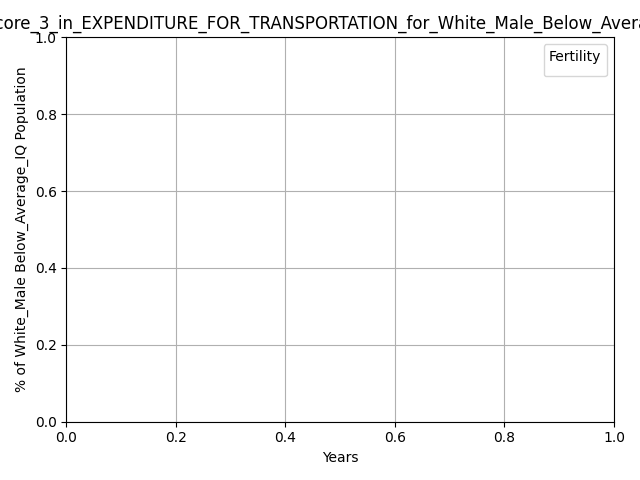 core_3_in_EXPENDITURE_FOR_TRANSPORTATION_for_White_Male_Below_Avera
Fertility
% of White_Male Below_Average_IQ Population
1.0
0.8
0.6
0.4
0.2
0.0
0.0 0.2 0.4 0.6 0.8 1.0
Years